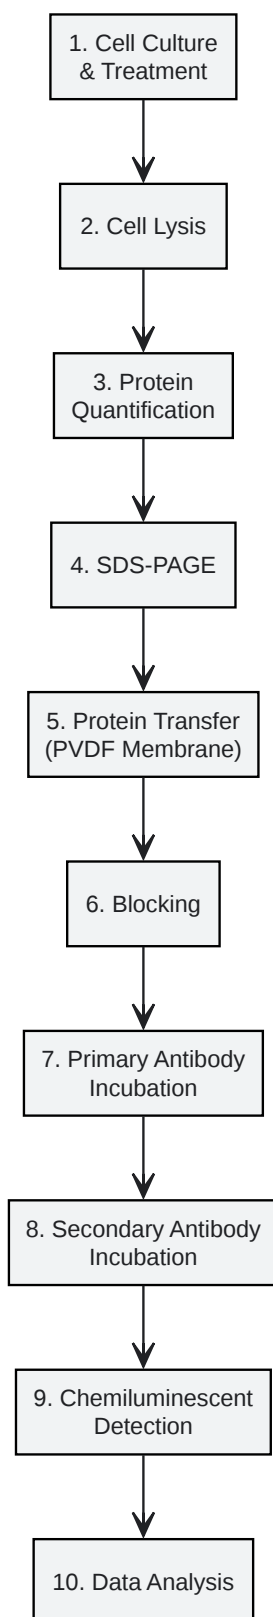 1. Cell Culture
& Treatment
2. Cell Lysis
3. Protein
Quantification
4. SDS-PAGE
5. Protein Transfer
(PVDF Membrane)
6. Blocking
7. Primary Antibody
Incubation
8. Secondary Antibody
Incubation
9. Chemiluminescent
Detection
10. Data Analysis